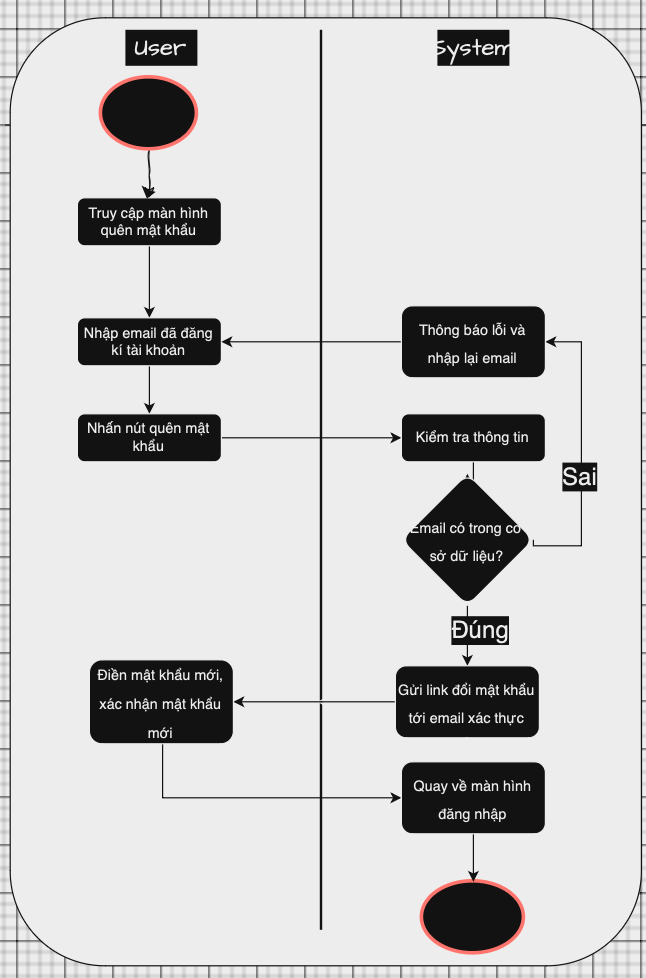 User
System
Truy cập màn hình
quên mật khẩu
Nhập email đã đăng
kí tài khoản
Thông báo lỗi và
nhập lại email
Nhấn nút quên mật
khẩu
Kiểm tra thông tin
Sai
Email có trong cơ
sở dữ liệu?
Đúng
Điền mật khẩu mới,
xác nhận mật khẩu
mới
Gửi link đổi mật khẩu
tới email xác thực
Quay về màn hình
đăng nhập